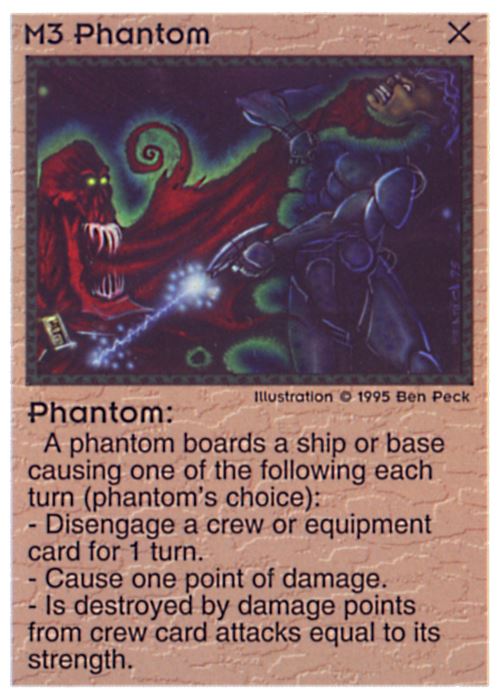 M3 Phantom X
Illustration © 1995 Ben Peck
Phantom:
A phantom boards a ship or base
causing one of the following each
turn (phantom's choice):
- Disengage a crew or equipment
card for 1 turn.
- Cause one point of damage.
- Is destroyed by damage points
from crew card attacks equal to its
strength.